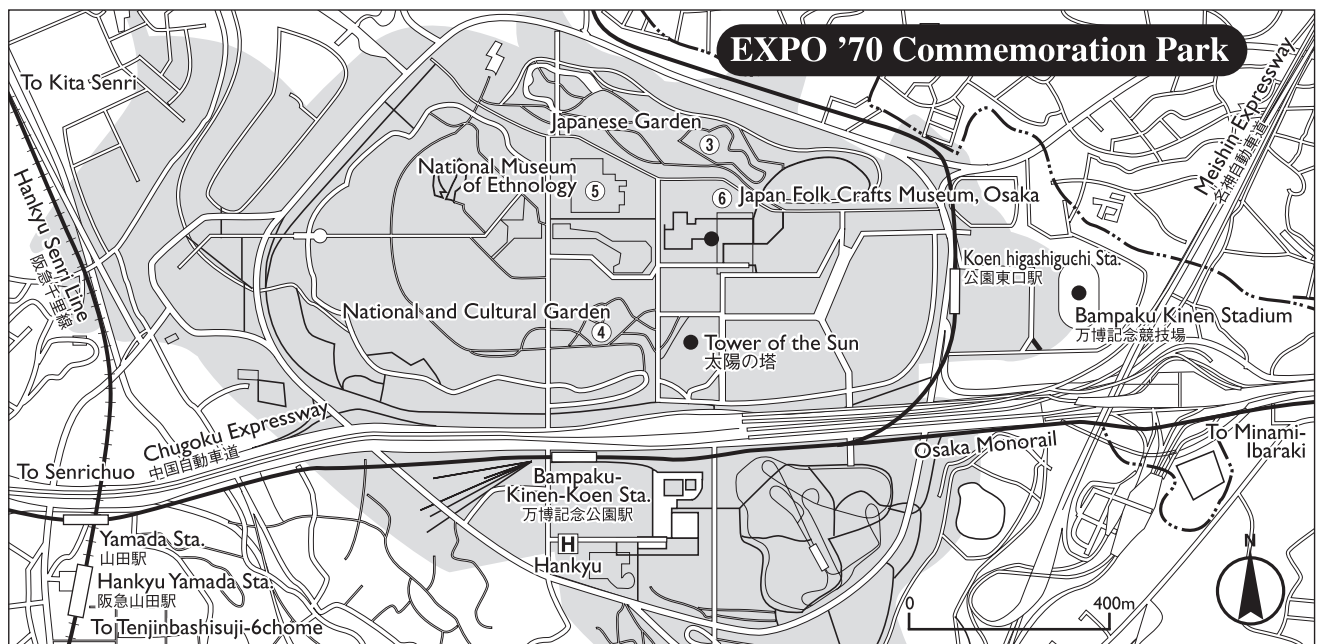 EXPO '70 Commemoration Park
To Kita Senri
Hankyu Senri Line
阪急千里線
Japanese Garden
3
National Museum
of Ethnology
5
6
Japan Folk Crafts Museum, Osaka
Meishin Expressway
名神自動車道
Koen higashiguchi Sta.
公園東口駅
Bampaku Kinen Stadium
万博記念競技場
National and Cultural Garden
4
Tower of the Sun
太陽の塔
Chugoku Expressway
中国自動車道
To Senrichuo
Osaka Monorail
To Minami-
Ibaraki
Bampaku-
Kinen-Koen Sta.
万博記念公園駅
H
Hankyu
Yamada Sta.
山田駅
Hankyu Yamada Sta.
阪急山田駅
To Tenjinbashisuji-6chome
0
400m
N